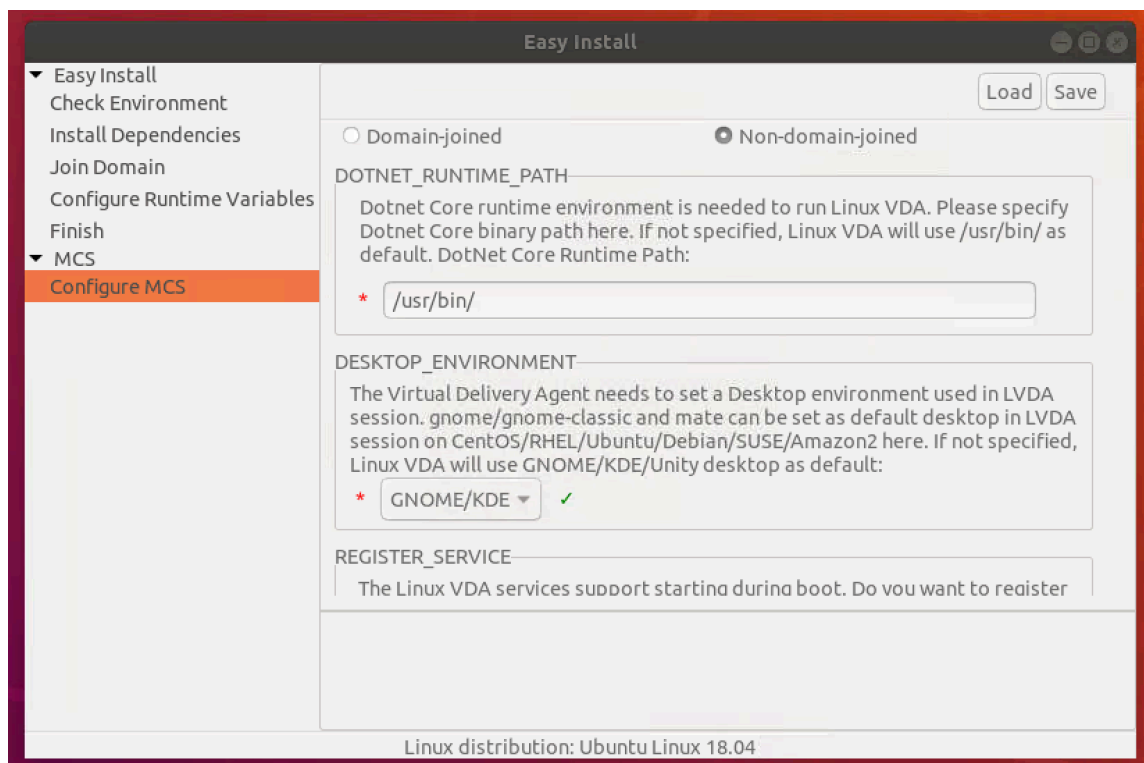 Easy Install
Easy Install
Check Environment
Install Dependencies
Join Domain
Configure Runtime Variables
Finish
MCS
Configure MCS
Load Save
Domain-joined Non-domain-joined
DOTNET_RUNTIME_PATH
Dotnet Core runtime environment is needed to run Linux VDA. Please specify
Dotnet Core binary path here. If not specified, Linux VDA will use /usr/bin/ as
default. DotNet Core Runtime Path:
* /usr/bin/
DESKTOP_ENVIRONMENT
The Virtual Delivery Agent needs to set a Desktop environment used in LVDA
session. gnome/gnome-classic and mate can be set as default desktop in LVDA
session on CentOS/RHEL/Ubuntu/Debian/SUSE/Amazon2 here. If not specified,
Linux VDA will use GNOME/KDE/Unity desktop as default:
* GNOME/KDE ✓
REGISTER_SERVICE
The Linux VDA services support starting during boot. Do you want to register
Linux distribution: Ubuntu Linux 18.04